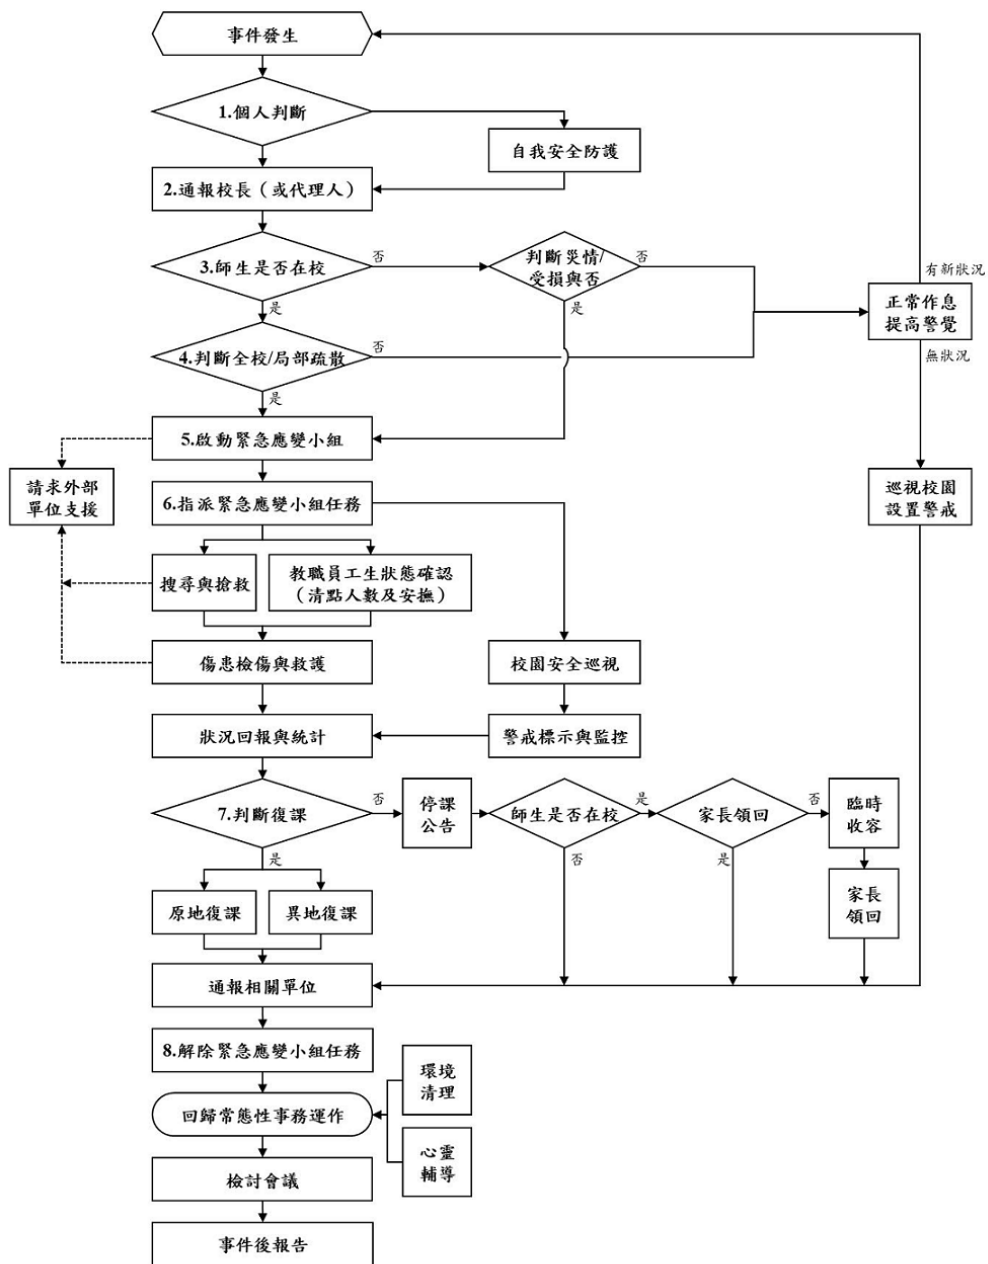 事件發生
1.個人判斷
自我安全防護
2.通報校長（或代理人）
3.師生是否在校
否
判斷災情/
受損與否
否
有新狀況
是
是
正常作息
提高警覺
4.判斷全校/局部疏散
否
無狀況
是
5.啟動緊急應變小組
請求外部
單位支援
6.指派緊急應變小組任務
巡視校園
設置警戒
搜尋與搶救
教職員工生狀態確認
（清點人數及安撫）
傷患檢傷與救護
校園安全巡視
狀況回報與統計
警戒標示與監控
7.判斷復課
否
停課
公告
師生是否在校
是
家長領回
否
臨時
收容
是
否
是
原地復課
異地復課
家長
領回
通報相關單位
8.解除緊急應變小組任務
環境
清理
回歸常態性事務運作
心靈
輔導
檢討會議
事件後報告